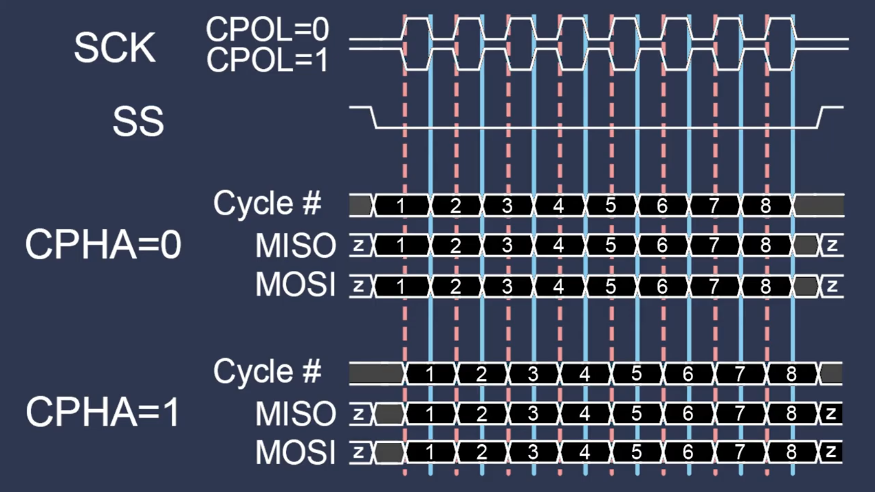 SCK CPOL=0
CPOL=1
SS
Cycle # 1 2 3 4 5 6 7 8
CPHA=0 MISO z 1 2 3 4 5 6 7 8 z
MOSI z 1 2 3 4 5 6 7 8 z
Cycle # 1 2 3 4 5 6 7 8
CPHA=1 MISO z 1 2 3 4 5 6 7 8 z
MOSI z 1 2 3 4 5 6 7 8 z